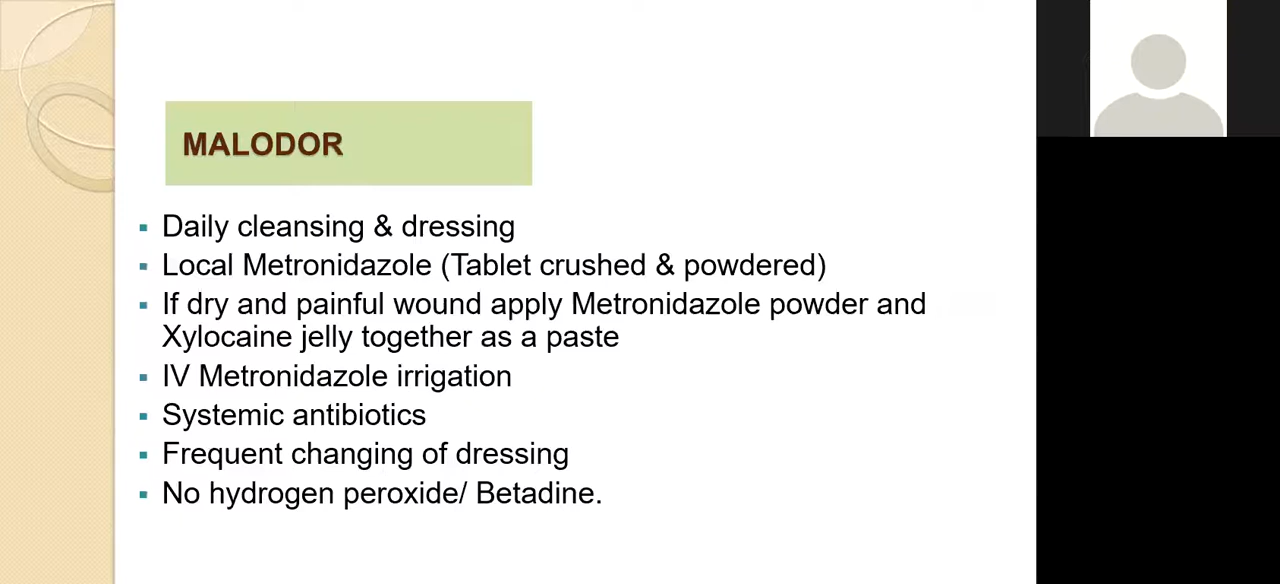 MALODOR
Daily cleansing & dressing
Local Metronidazole (Tablet crushed & powdered)
If dry and painful wound apply Metronidazole powder and
Xylocaine jelly together as a paste
IV Metronidazole irrigation
Systemic antibiotics
Frequent changing of dressing
No hydrogen peroxide/ Betadine.